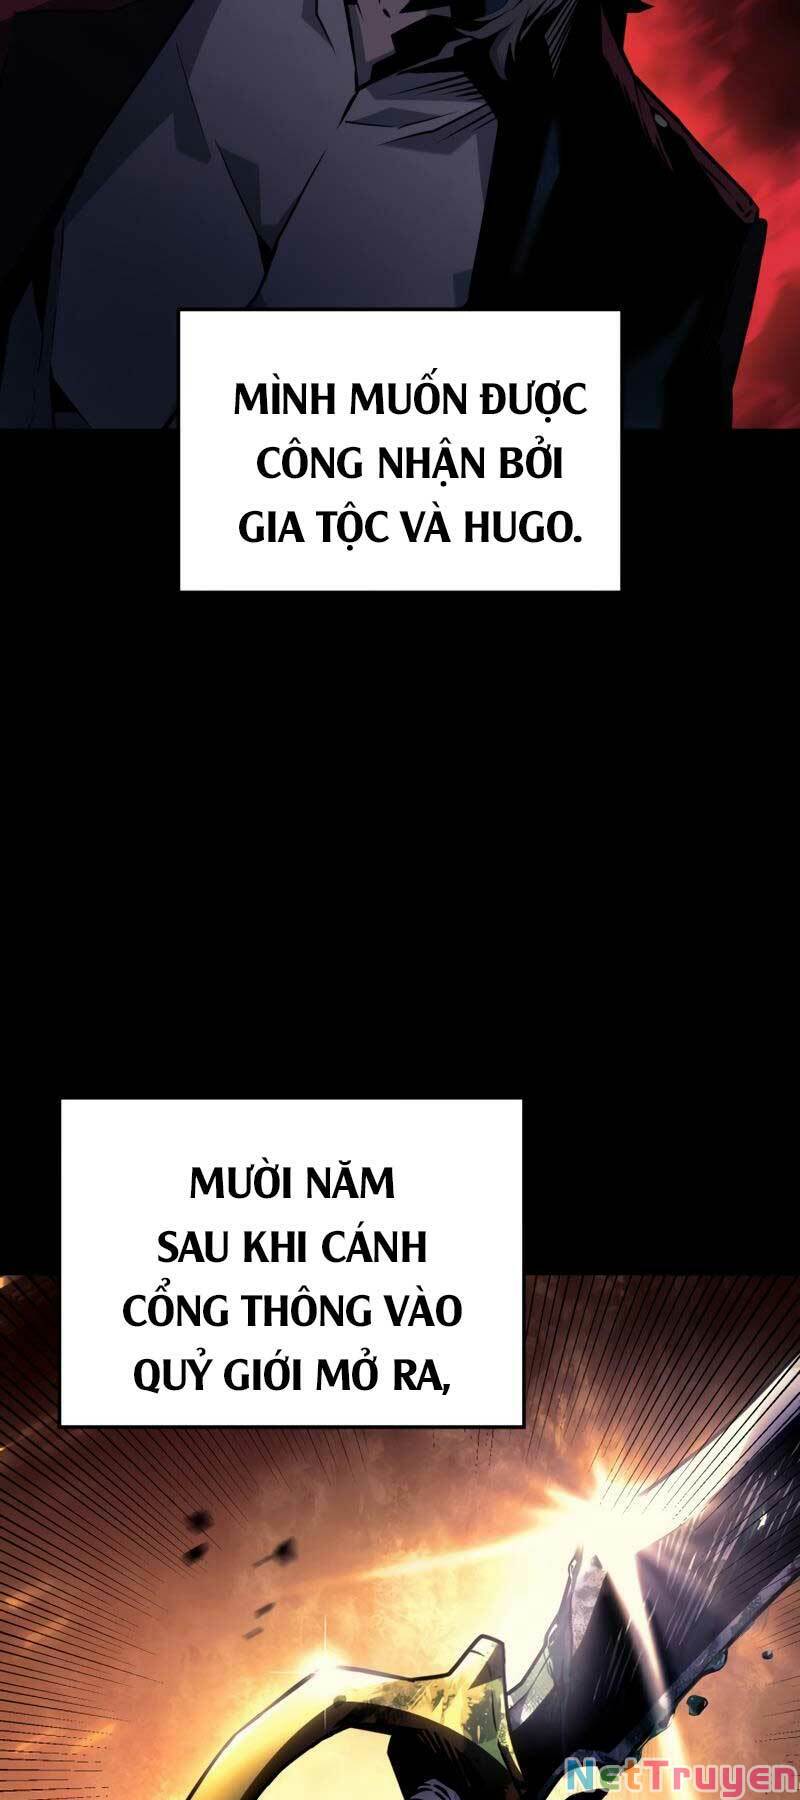 MÌNH MUỐN ĐƯỢC
CÔNG NHẬN BỞI
GIA TỘC VÀ HUGO.
MƯỜI NĂM
SAU KHI CÁNH
CỔNG THÔNG VÀO
QUỶ GIỚI MỞ RA,
NetTruyen